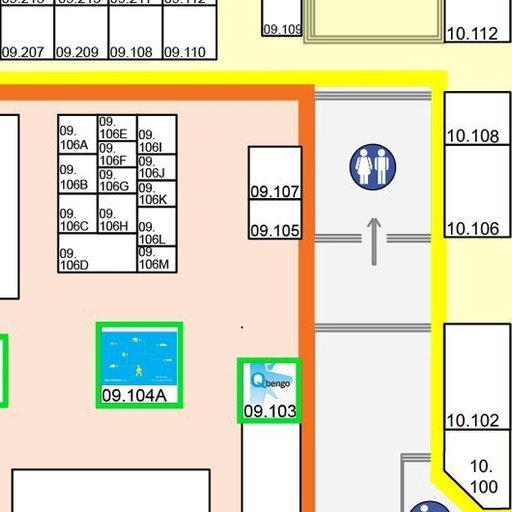 09.109
10.112
09.207
09.209
09.108
09.110
09.
106A
09.
106E
09.
106I
09.
106F
09.
106J
09.
106B
09.
106G
09.
106K
09.
106C
09.
106H
09.
106L
09.
106D
09.
106M
10.108
09.107
09.105
10.106
09.104A
Qbengo
09.103
10.102
10.
100